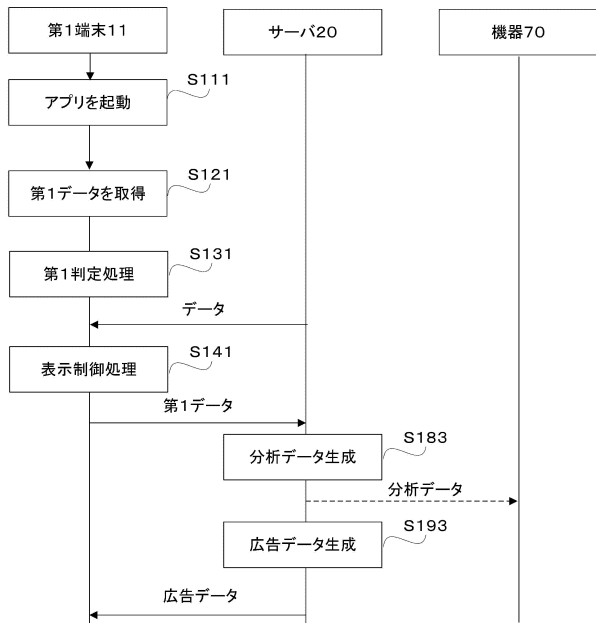 第1端末11
サーバ20
機器70
S111
アプリを起動
S121
第1データを取得
S131
第1判定処理
データ
S141
表示制御処理
第1データ
S183
分析データ生成
分析データ
S193
広告データ生成
広告データ